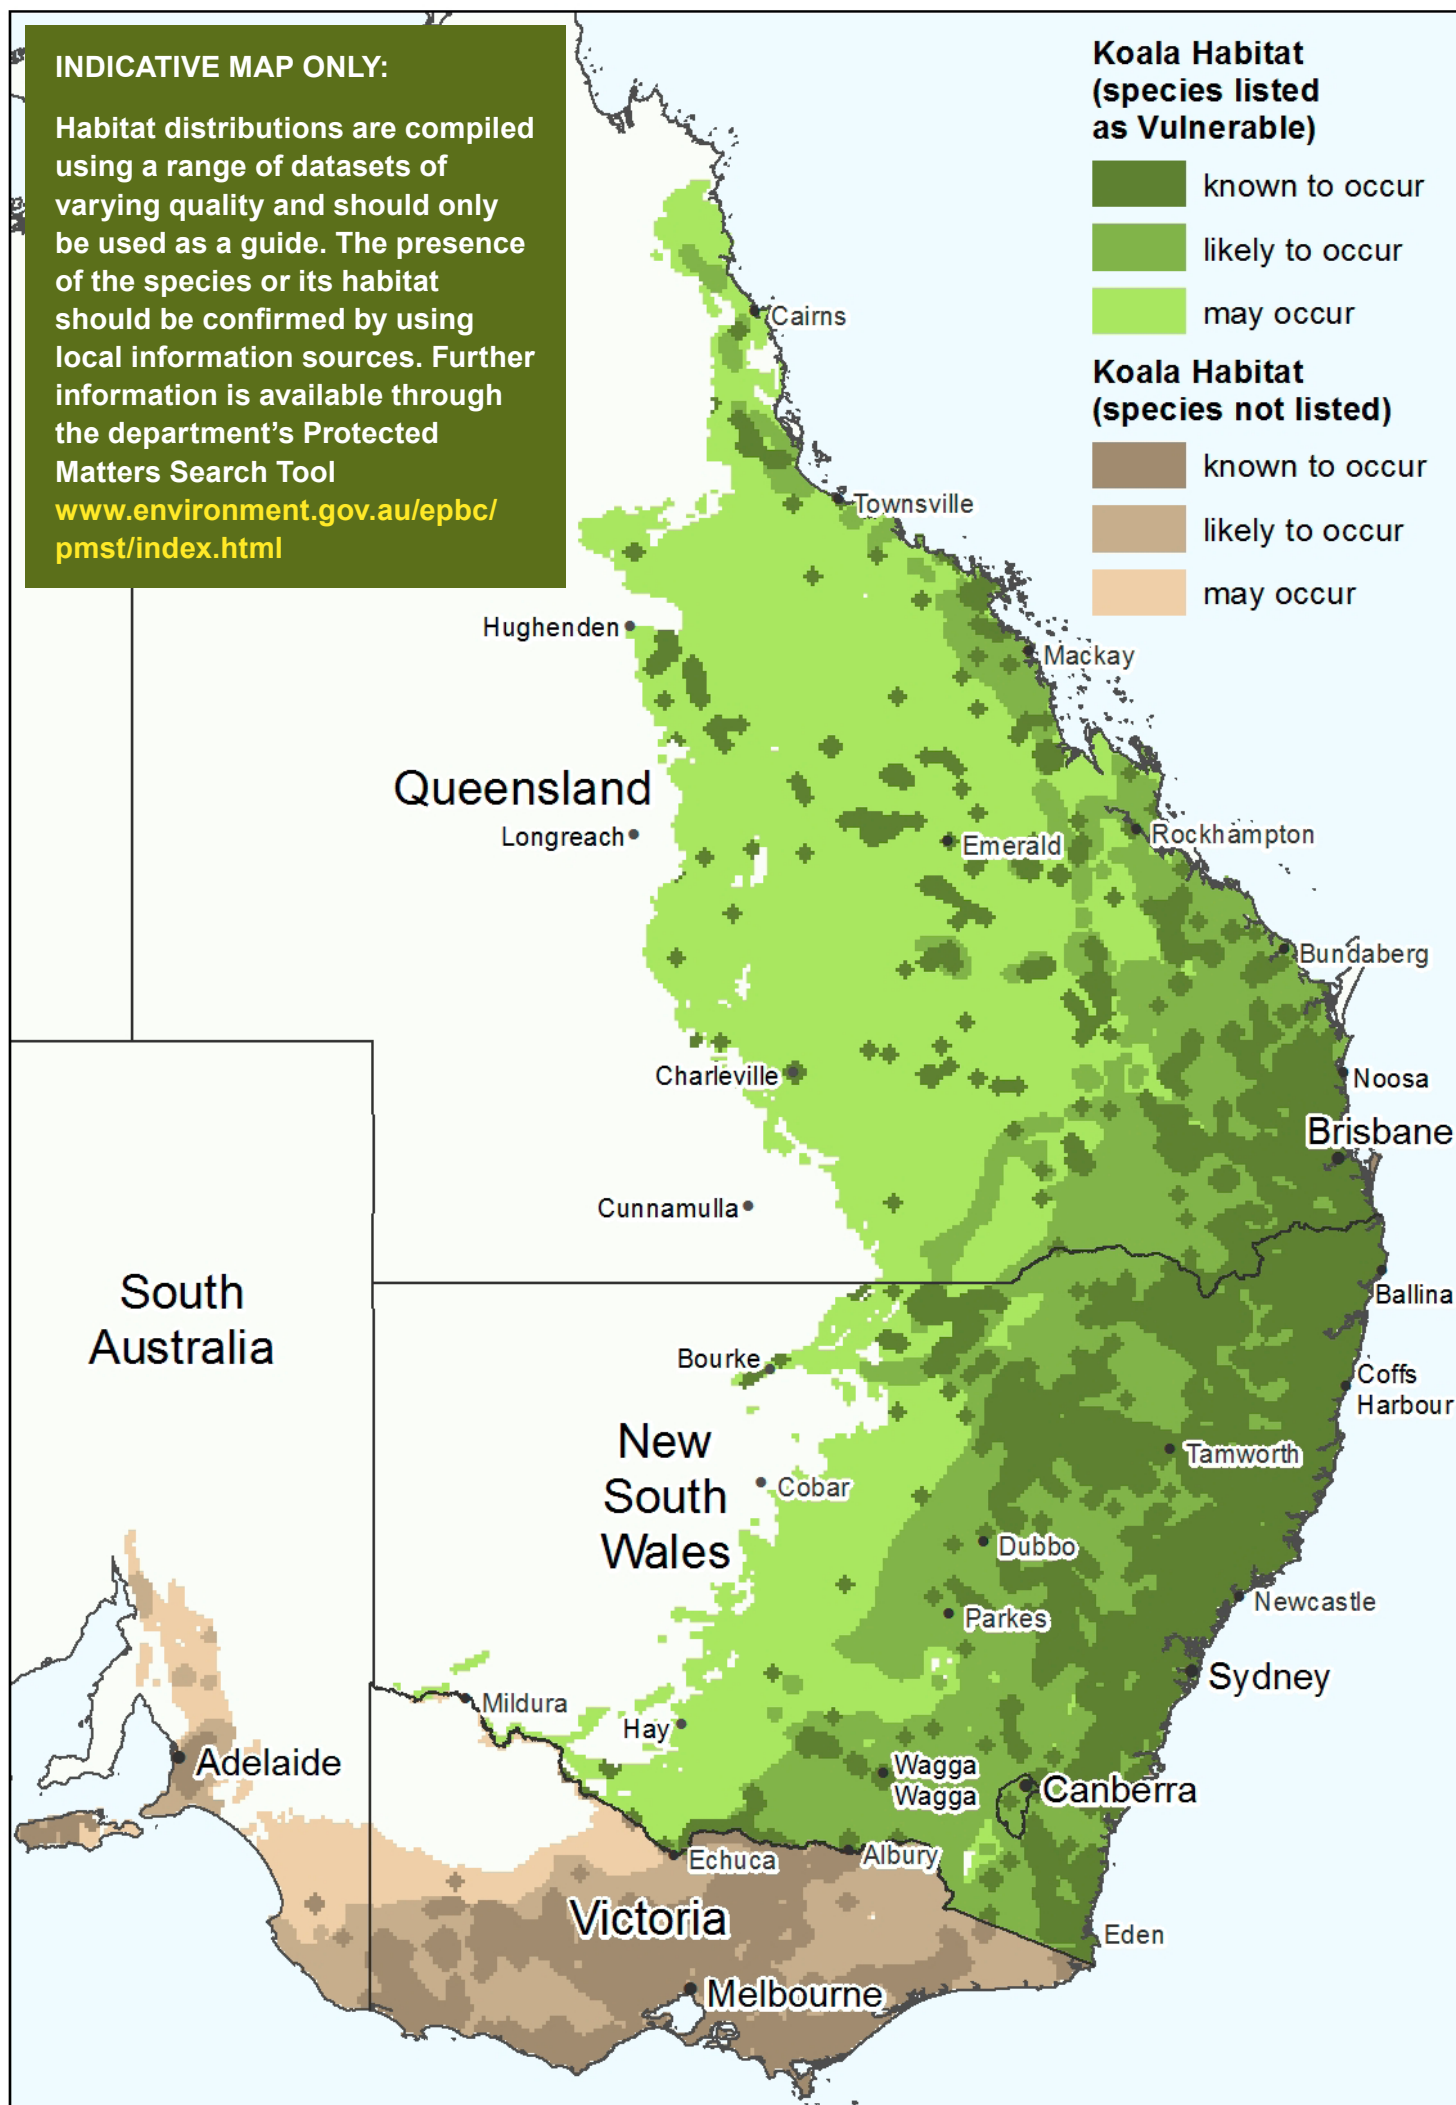 INDICATIVE MAP ONLY:
Habitat distributions are compiled
using a range of datasets of
varying quality and should only
be used as a guide. The presence
of the species or its habitat
should be confirmed by using
local information sources. Further
information is available through
the department's Protected
Matters Search Tool
www.environment.gov.au/epbc/
pmst/index.html
Koala Habitat
(species listed
as Vulnerable)
known to occur
likely to occur
may occur
Koala Habitat
(species not listed)
known to occur
likely to occur
may occur
Cairns
Townsville
Hughenden
Mackay
Queensland
Longreach
Emerald
Rockhampton
Bundaberg
Charleville
Noosa
Brisbane
Cunnamulla
South
Australia
Ballina
Bourke
Coffs
Harbour
New
South
Wales
Tamworth
Cobar
Dubbo
Newcastle
Parkes
Sydney
Mildura
Hay
Adelaide
Wagga
Wagga
Canberra
Echuca
Albury
Victoria
Eden
Melbourne